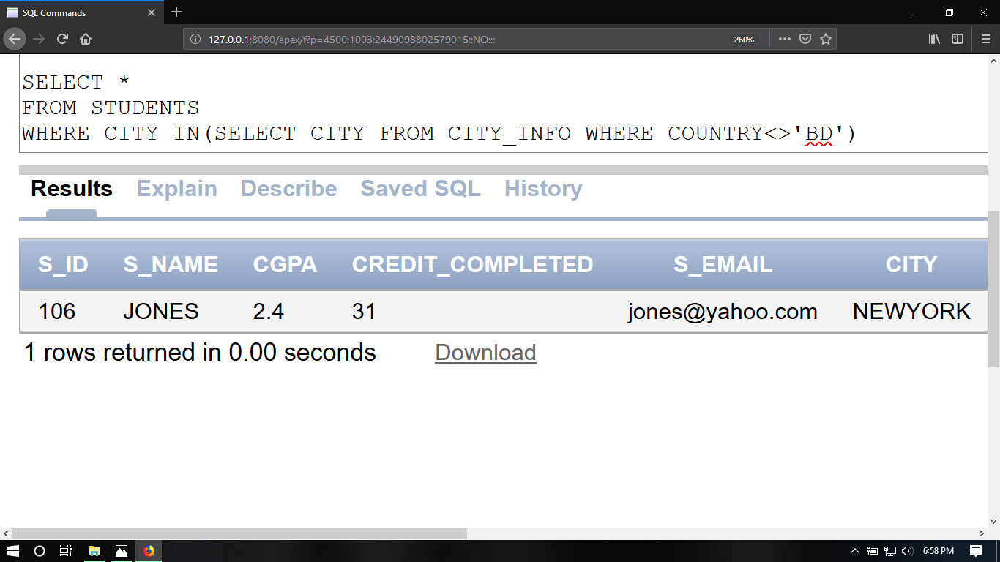 SQL Commands
127.0.0.1:8080/apex/f?p=4500:1003:2449098802579015::NO:::
260%
SELECT *
FROM STUDENTS
WHERE CITY IN(SELECT CITY FROM CITY_INFO WHERE COUNTRY<>'BD')
Results Explain Describe Saved SQL History
S_ID S_NAME CGPA CREDIT_COMPLETED S_EMAIL CITY
106 JONES 2.4 31 jones@yahoo.com NEWYORK
1 rows returned in 0.00 seconds Download
6:58 PM